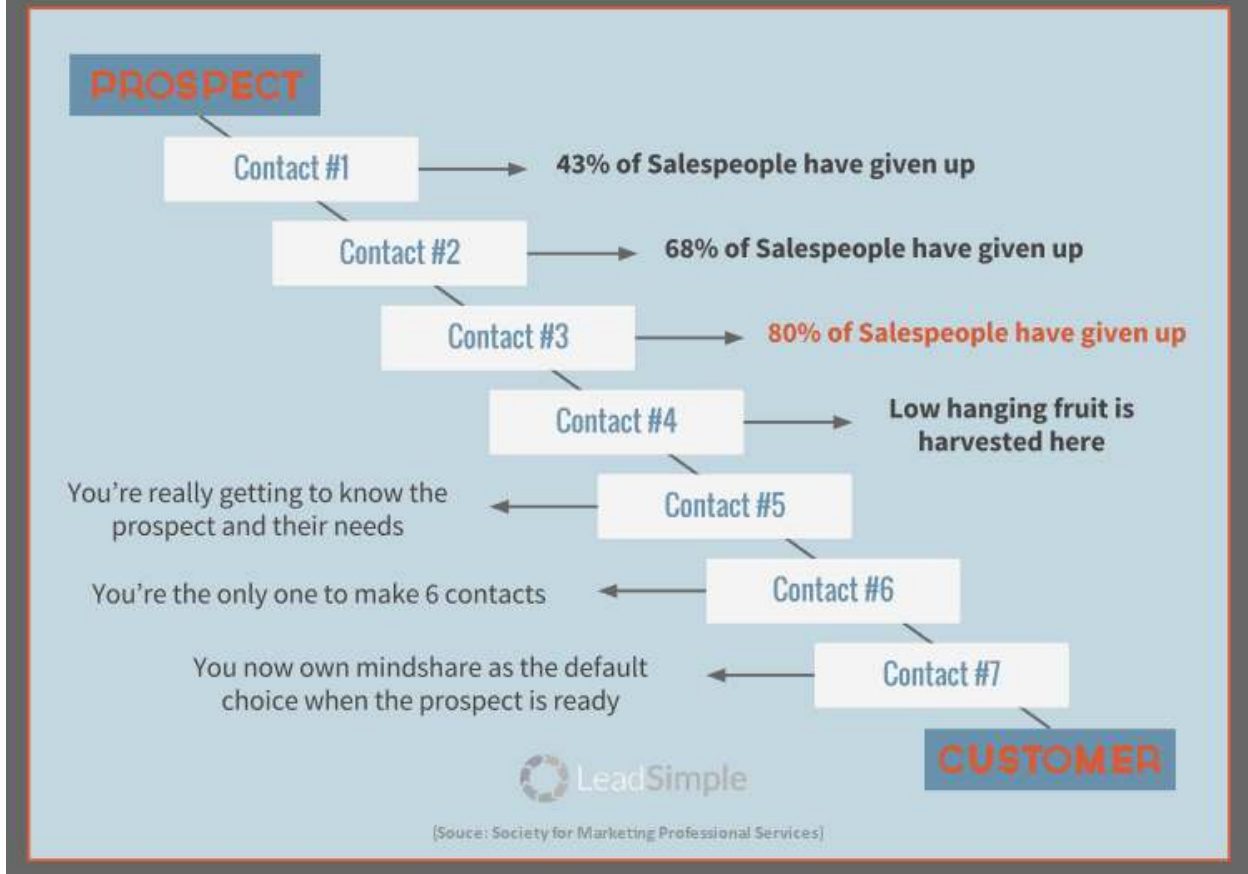 PROSPECT
Contact #1
43% of Salespeople have given up
Contact #2
68% of Salespeople have given up
Contact #3
80% of Salespeople have given up
Contact #4
Low hanging fruit is
harvested here
Contact #5
You’re really getting to know the
prospect and their needs
Contact #6
You’re the only one to make 6 contacts
Contact #7
You now own mindshare as the default
choice when the prospect is ready
CUSTOMER
LeadSimple
(Souce: Society for Marketing Professional Services)